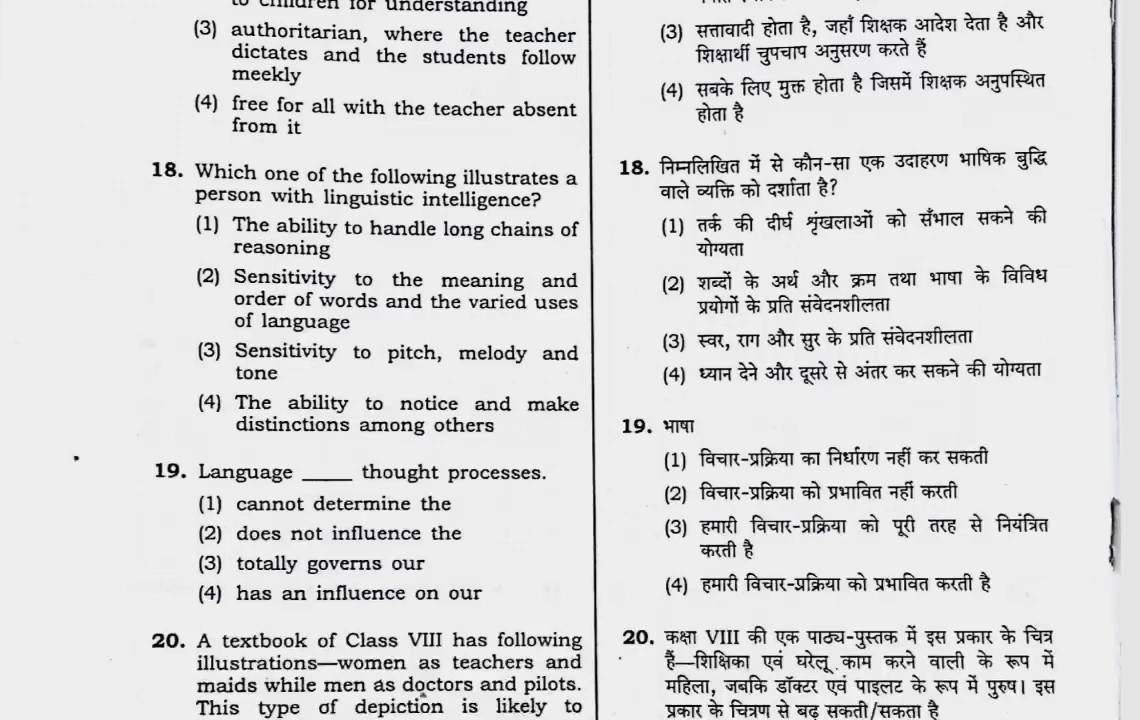 to children for understanding
(3) authoritarian, where the teacher
dictates and the students follow
meekly
(4) free for all with the teacher absent
from it
18. Which one of the following illustrates a
person with linguistic intelligence?
(1) The ability to handle long chains of
reasoning
(2) Sensitivity to the meaning and
order of words and the varied uses
of language
(3) Sensitivity to pitch, melody and
tone
(4) The ability to notice and make
distinctions among others
19. Language ____ thought processes.
(1) cannot determine the
(2) does not influence the
(3) totally governs our
(4) has an influence on our
20. A textbook of Class VIII has following
illustrations—women as teachers and
maids while men as doctors and pilots.
This type of depiction is likely to
(3) सत्तावादी होता है, जहाँ शिक्षक आदेश देता है और
शिक्षार्थी चुपचाप अनुसरण करते हैं
(4) सबके लिए मुक्त होता है जिसमें शिक्षक अनुपस्थित
होता है
18. निम्नलिखित में से कौन-सा एक उदाहरण भाषिक बुद्धि
वाले व्यक्ति को दर्शाता है?
(1) तर्क की दीर्घ शृंखलाओं को सँभाल सकने की
योग्यता
(2) शब्दों के अर्थ और क्रम तथा भाषा के विविध
प्रयोगों के प्रति संवेदनशीलता
(3) स्वर, राग और सुर के प्रति संवेदनशीलता
(4) ध्यान देने और दूसरे से अंतर कर सकने की योग्यता
19. भाषा
(1) विचार-प्रक्रिया का निर्धारण नहीं कर सकती
(2) विचार-प्रक्रिया को प्रभावित नहीं करती
(3) हमारी विचार-प्रक्रिया को पूरी तरह से नियंत्रित
करती है
(4) हमारी विचार-प्रक्रिया को प्रभावित करती है
20. कक्षा VIII की एक पाठ्य-पुस्तक में इस प्रकार के चित्र
हैं—शिक्षिका एवं घरेलू काम करने वाली के रूप में
महिला, जबकि डॉक्टर एवं पाइलट के रूप में पुरुष। इस
प्रकार के चित्रण से बढ़ सकती/सकता है